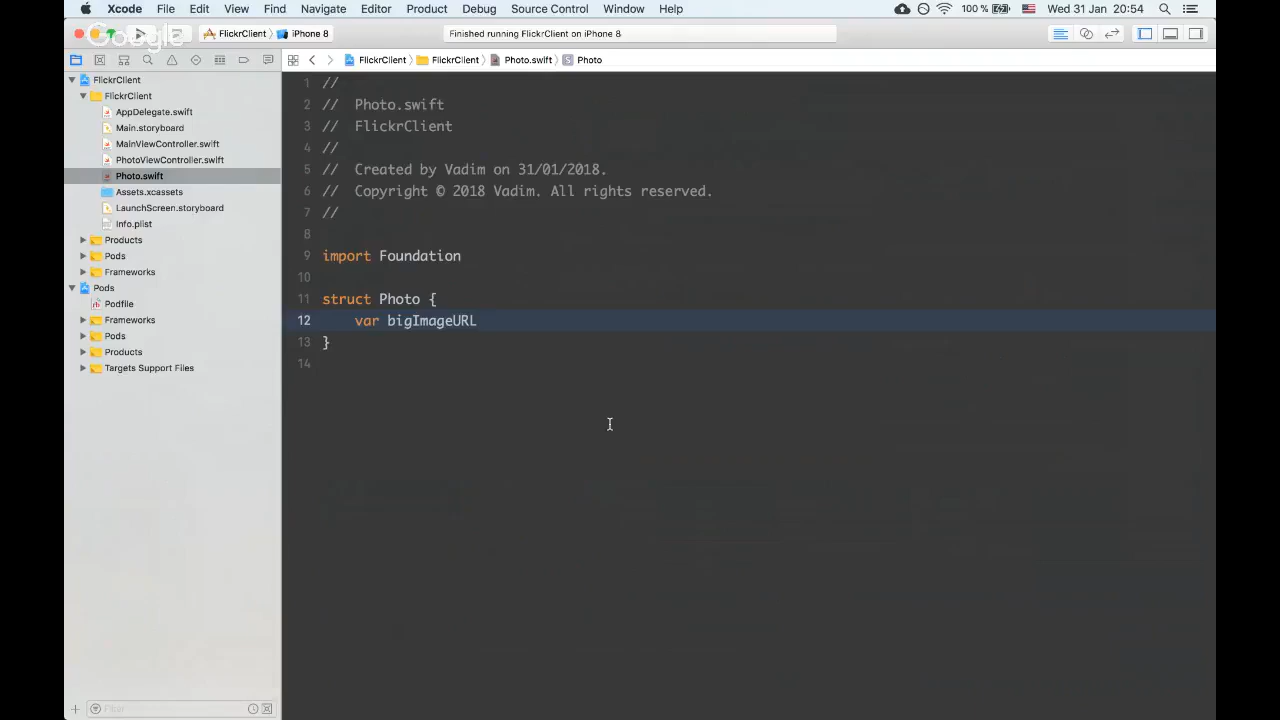 Xcode File Edit View Find Navigate Editor Product Debug Source Control Window Help 100 % Wed 31 Jan 20:54
Google
FlickrClient iPhone 8 Finished running FlickrClient on iPhone 8
FlickrClient FlickrClient Photo.swift Photo
FlickrClient
FlickrClient
AppDelegate.swift
Main.storyboard
MainViewController.swift
PhotoViewController.swift
Photo.swift
Assets.xcassets
LaunchScreen.storyboard
Info.plist
Products
Pods
Frameworks
Pods
Podfile
Frameworks
Pods
Products
Targets Support Files
Filter
1 //
2 // Photo.swift
3 // FlickrClient
4 //
5 // Created by Vadim on 31/01/2018.
6 // Copyright © 2018 Vadim. All rights reserved.
7 //
8
9 import Foundation
10
11 struct Photo {
12 var bigImageURL
13 }
14